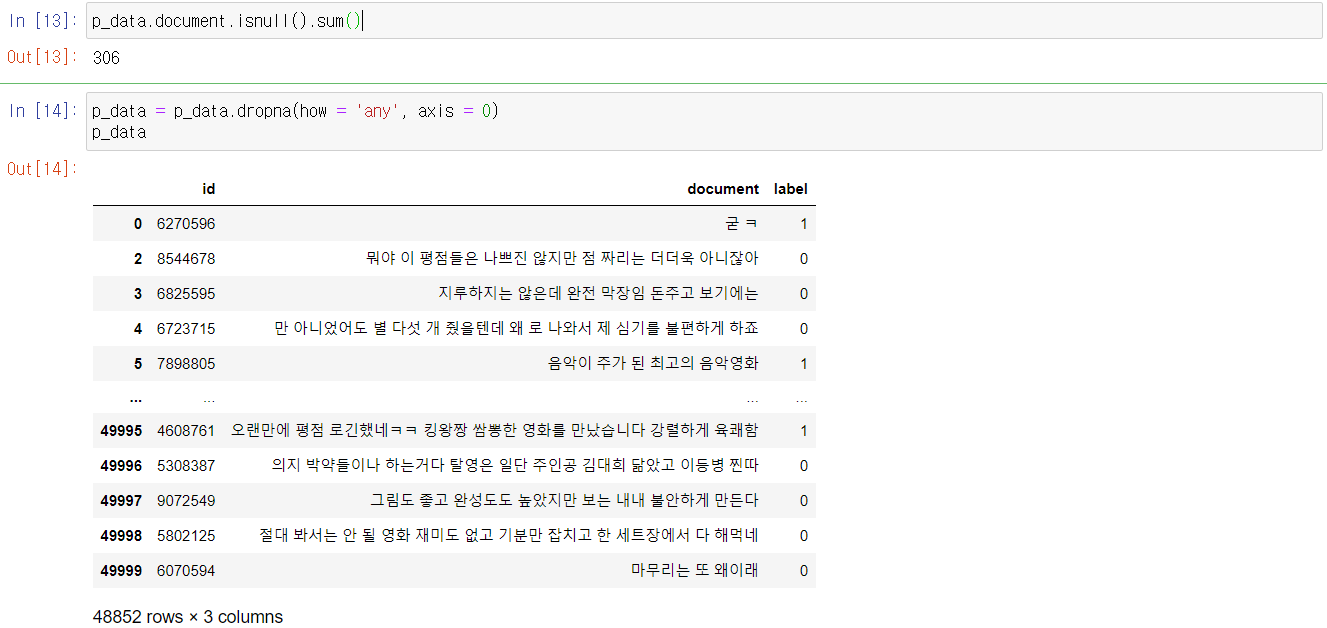 In [13]: p_data.document.isnull().sum()
Out[13]: 306
In [14]: p_data = p_data.dropna(how = 'any', axis = 0)
p_data
Out[14]:
id document label
0 6270596 굳 ㅋ 1
2 8544678 뭐야 이 평점들은 나쁘진 않지만 점 짜리는 더더욱 아니잖아 0
3 6825595 지루하지는 않은데 완전 막장임 돈주고 보기에는 0
4 6723715 만 아니었어도 별 다섯 개 줬을텐데 왜 로 나와서 제 심기를 불편하게 하죠 0
5 7898805 음악이 주가 된 최고의 음악영화 1
... ... ... ...
49995 4608761 오랜만에 평점 로긴했네ㅋㅋ 킹왕짱 쌈뽕한 영화를 만났습니다 강렬하게 육쾌함 1
49996 5308387 의지 박약들이나 하는거다 탈영은 일단 주인공 김대희 닮았고 이등병 찐따 0
49997 9072549 그림도 좋고 완성도도 높았지만 보는 내내 불안하게 만든다 0
49998 5802125 절대 봐서는 안 될 영화 재미도 없고 기분만 잡치고 한 세트장에서 다 해먹네 0
49999 6070594 마무리는 또 왜이래 0
48852 rows × 3 columns